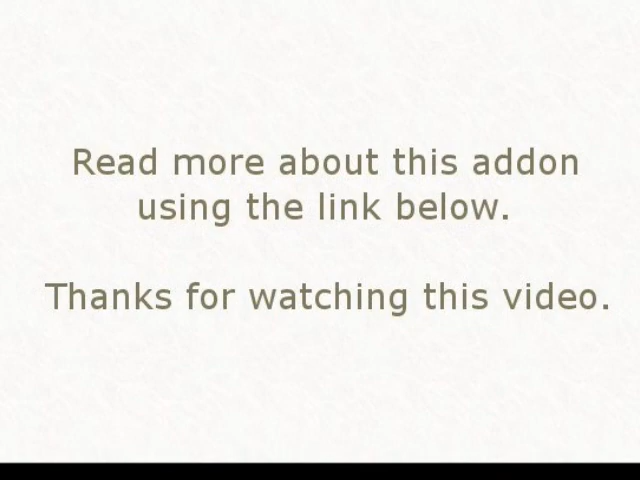 Read more about this addon
using the link below.
Thanks for watching this video.